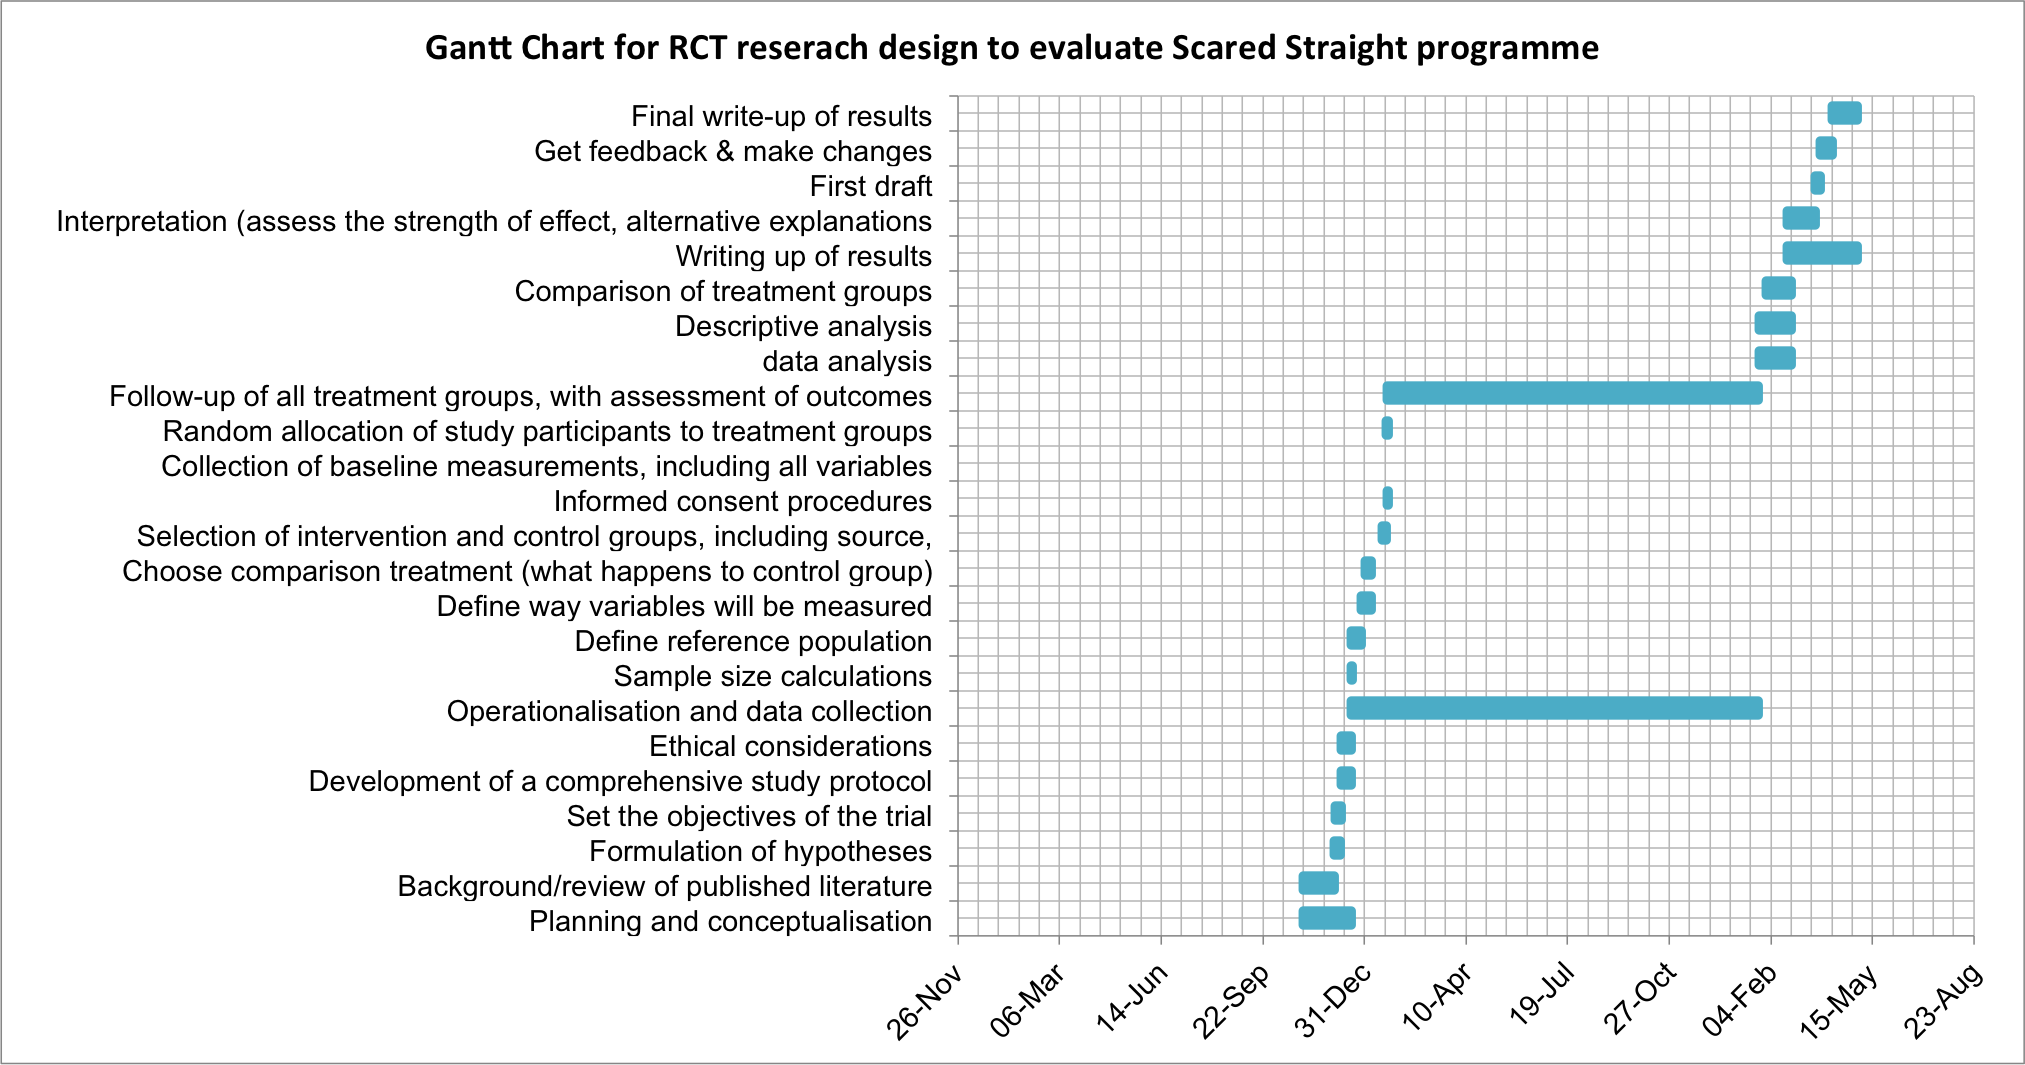 Gantt Chart for RCT reserach design to evaluate Scared Straight programme
Final write-up of results
Get feedback & make changes
First draft
Interpretation (assess the strength of effect, alternative explanations
Writing up of results
Comparison of treatment groups
Descriptive analysis
data analysis
Follow-up of all treatment groups, with assessment of outcomes
Random allocation of study participants to treatment groups
Collection of baseline measurements, including all variables
Informed consent procedures
Selection of intervention and control groups, including source,
Choose comparison treatment (what happens to control group)
Define way variables will be measured
Define reference population
Sample size calculations
Operationalisation and data collection
Ethical considerations
Development of a comprehensive study protocol
Set the objectives of the trial
Formulation of hypotheses
Background/review of published literature
Planning and conceptualisation
26-Nov
06-Mar
14-Jun
22-Sep
31-Dec
10-Apr
19-Jul
27-Oct
04-Feb
15-May
23-Aug